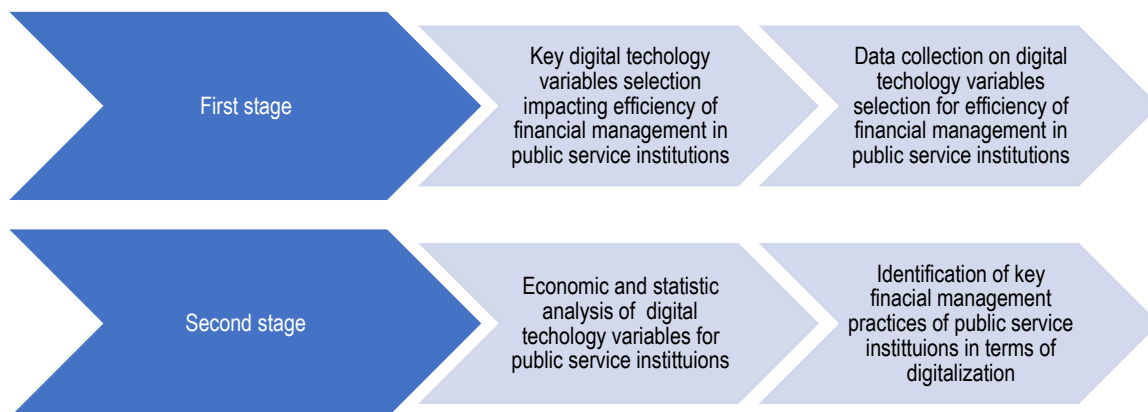 First stage
Key digital techology
variables selection
impacting efficiency of
financial management in
public service institutions
Data collection on digital
techology variables
selection for efficiency of
financial management in
public service institutions
Second stage
Economic and statistic
analysis of digital
techology variables for
public service instittuions
Identification of key
finacial management
practices of public service
instittuions in terms of
digitalization